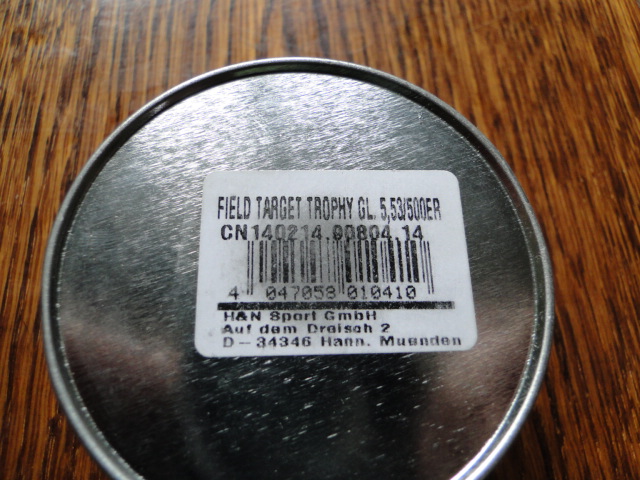 FIELD TARGET TROPHY GL. 5,53/500ER
CN140214.00804.14
4 047058 010410
H&N Sport GmbH
Auf dem Dreisch 2
D-34346 Hann. Muenden